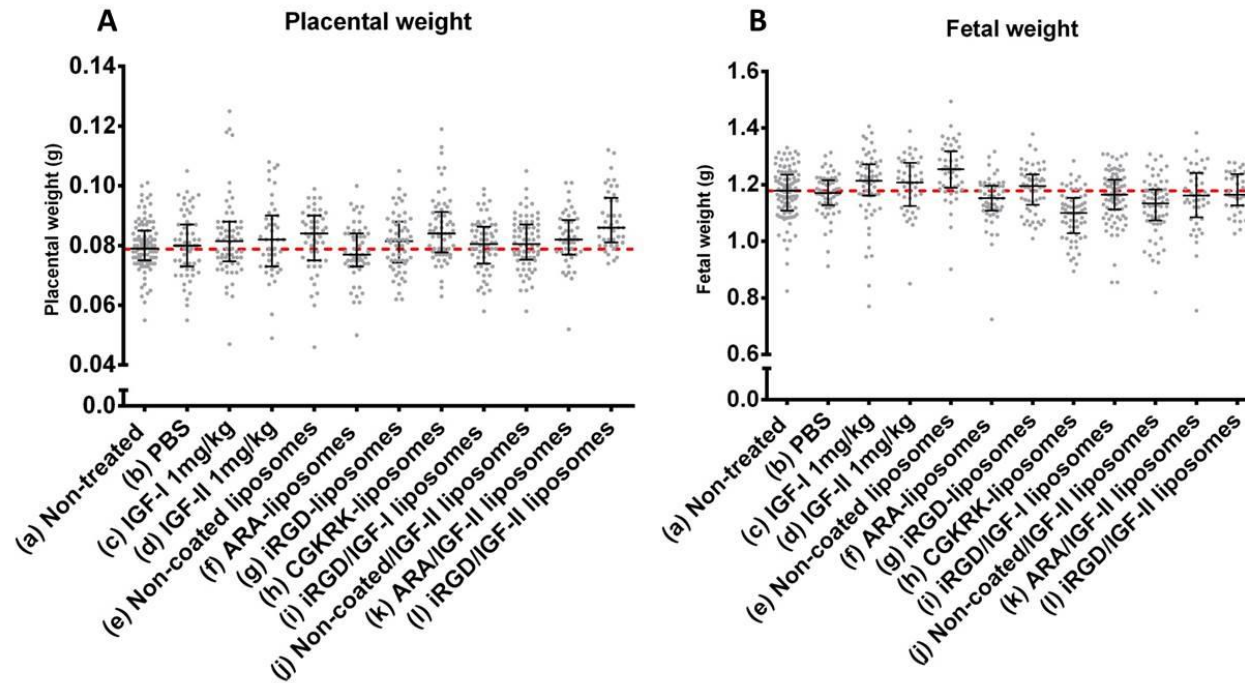 A
Placental weight
Placental weight (g)
0.14
0.12
0.10
0.08
0.06
0.04
0.0
(a) Non-treated
(b) PBS
(c) IGF-I 1mg/kg
(d) IGF-II 1mg/kg
(e) Non-coated liposomes
(f) ARA-liposomes
(g) iRGD-liposomes
(h) CGKRK-liposomes
(i) iRGD/IGF-I liposomes
(j) Non-coated/IGF-II liposomes
(k) ARA/IGF-II liposomes
(l) iRGD/IGF-II liposomes
B
Fetal weight
Fetal weight (g)
1.6
1.4
1.2
1.0
0.8
0.6
0.0
(a) Non-treated
(b) PBS
(c) IGF-I 1mg/kg
(d) IGF-II 1mg/kg
(e) Non-coated liposomes
(f) ARA-liposomes
(g) iRGD-liposomes
(h) CGKRK-liposomes
(i) iRGD/IGF-I liposomes
(j) Non-coated/IGF-II liposomes
(k) ARA/IGF-II liposomes
(l) iRGD/IGF-II liposomes